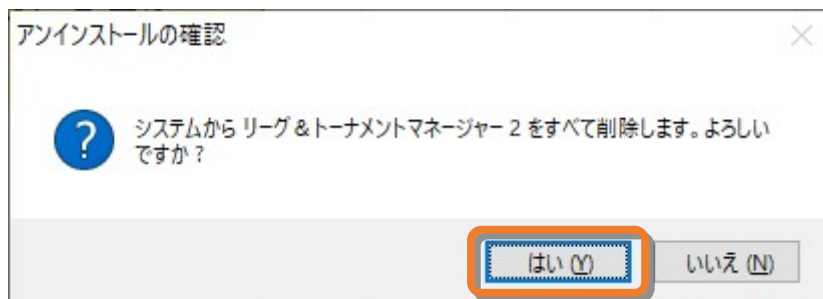 アンインストールの確認
システムから リーグ&トーナメントマネージャー 2 をすべて削除します。よろしい
ですか?
はい(Y)
いいえ(N)